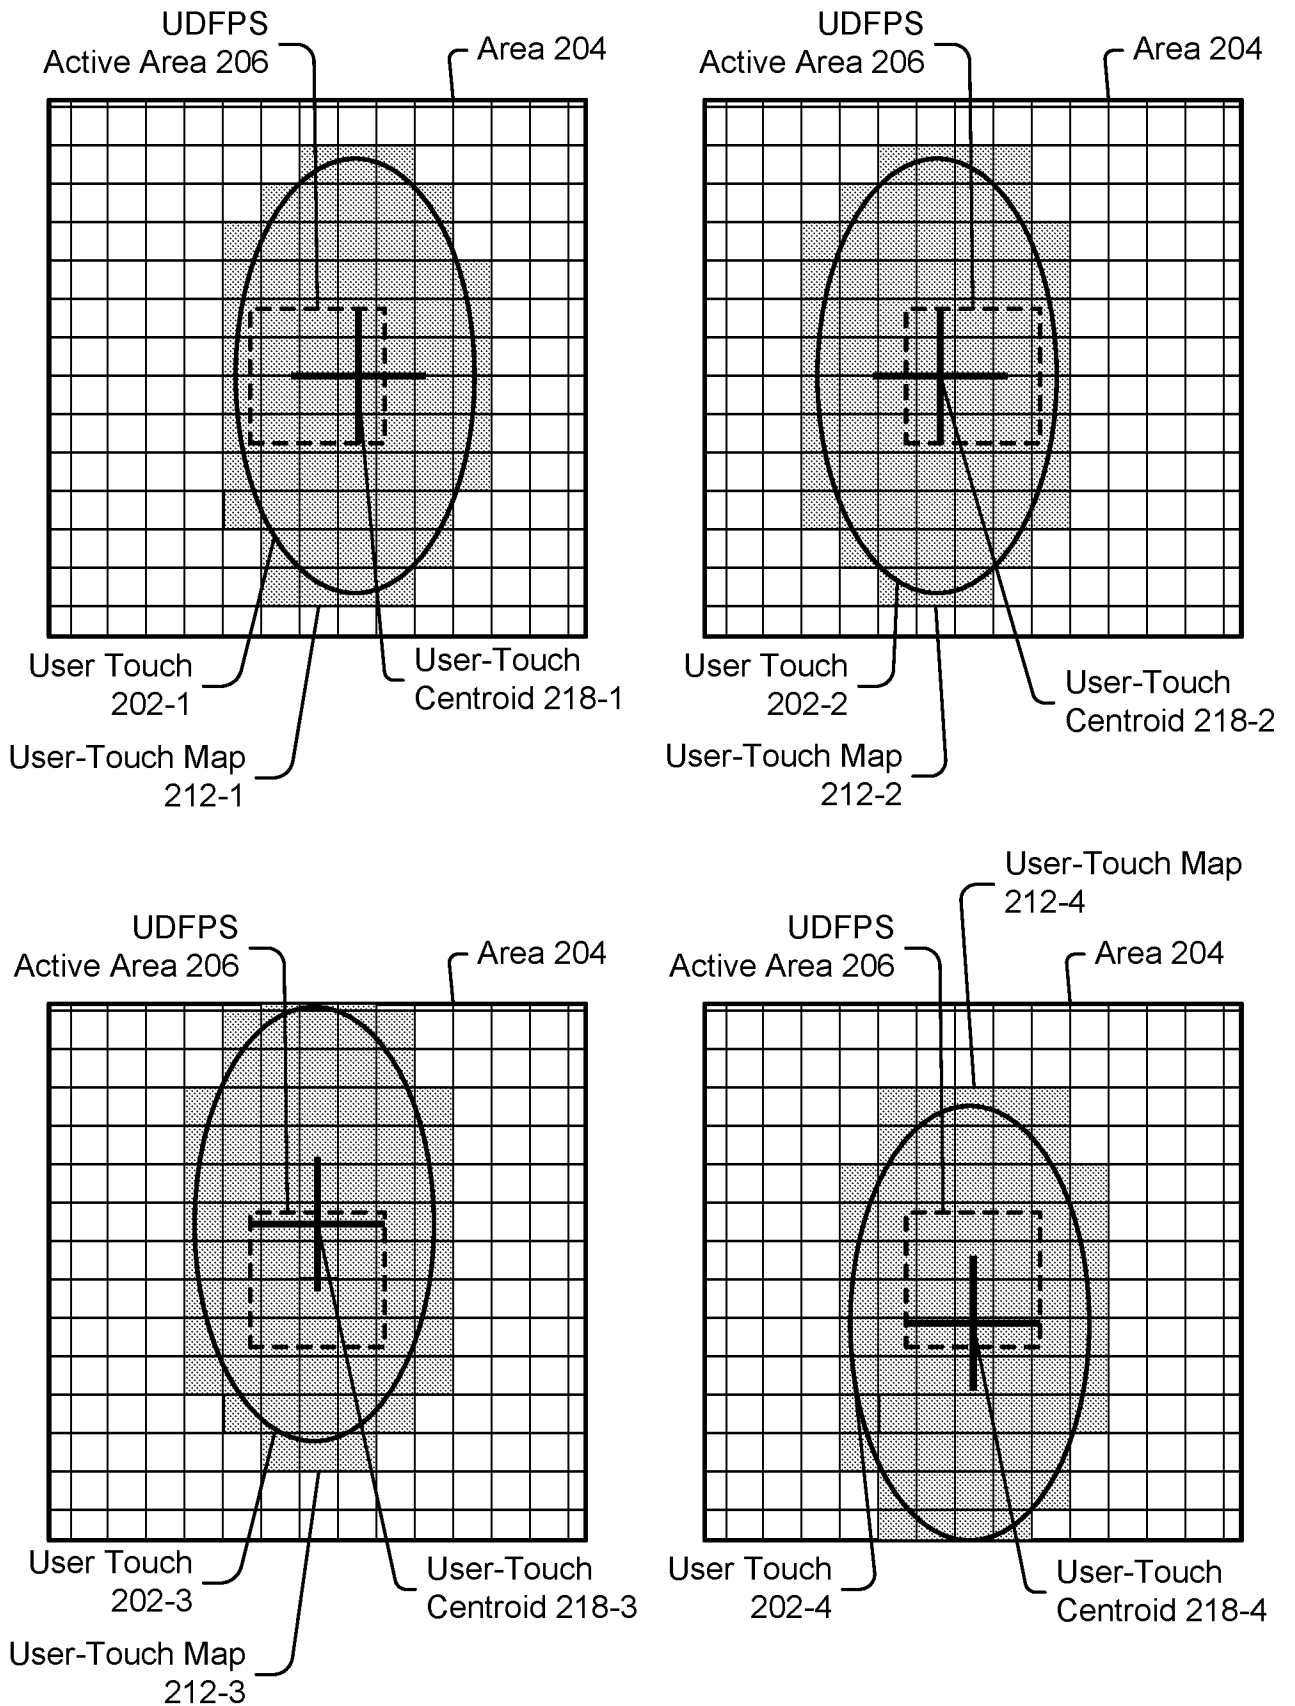 UDFPS
Active Area 206
Area 204
User Touch
202-1
User-Touch
Centroid 218-1
User-Touch Map
212-1
UDFPS
Active Area 206
Area 204
User Touch
202-2
User-Touch
Centroid 218-2
User-Touch Map
212-2
UDFPS
Active Area 206
Area 204
User Touch
202-3
User-Touch
Centroid 218-3
User-Touch Map
212-3
User-Touch Map
212-4
UDFPS
Active Area 206
Area 204
User Touch
202-4
User-Touch
Centroid 218-4